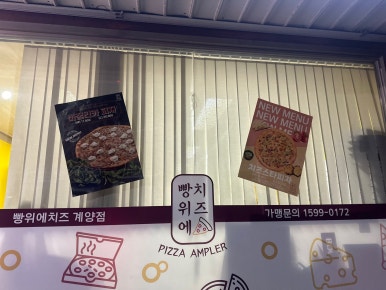 NEW MENU
NEW MENU
빵 치
위 즈
에
빵위에치즈 계양점
가맹문의 1599-0172
PIZZA AMPLER